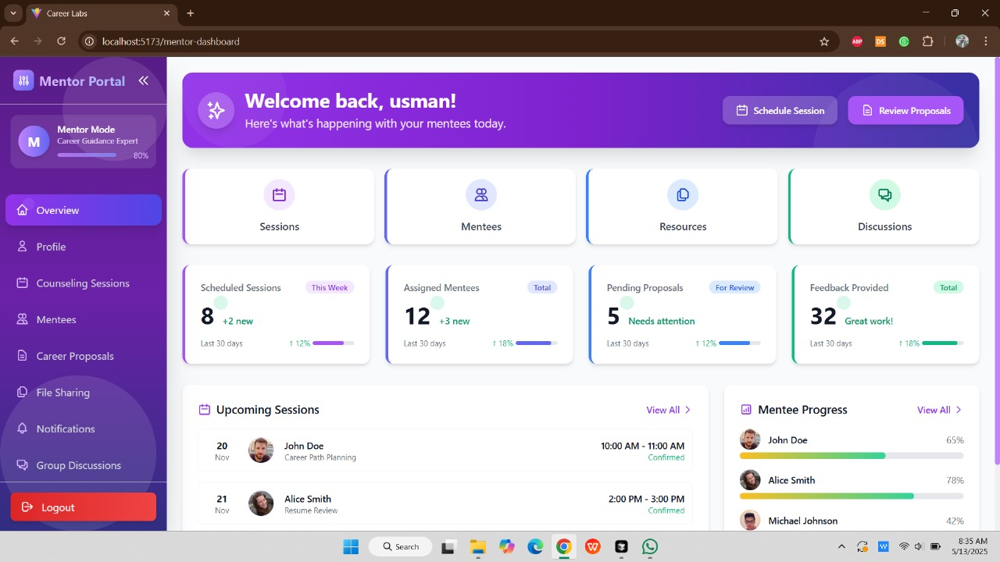 Career Labs
localhost:5173/mentor-dashboard
ABP
DS
Mentor Portal
M
Mentor Mode
Career Guidance Expert
80%
Overview
Profile
Counseling Sessions
Mentees
Career Proposals
File Sharing
Notifications
Group Discussions
Logout
Welcome back, usman!
Here's what's happening with your mentees today.
Schedule Session
Review Proposals
Sessions
Mentees
Resources
Discussions
Scheduled Sessions This Week
8 +2 new
Last 30 days ↑ 12%
Assigned Mentees Total
12 +3 new
Last 30 days ↑ 18%
Pending Proposals For Review
5 Needs attention
Last 30 days ↑ 12%
Feedback Provided Total
32 Great work!
Last 30 days ↑ 18%
Upcoming Sessions View All
20 Nov
John Doe 10:00 AM - 11:00 AM
Career Path Planning Confirmed
21 Nov
Alice Smith 2:00 PM - 3:00 PM
Resume Review Confirmed
Mentee Progress View All
John Doe 65%
Alice Smith 78%
Michael Johnson 42%
Search
8:35 AM
5/13/2025